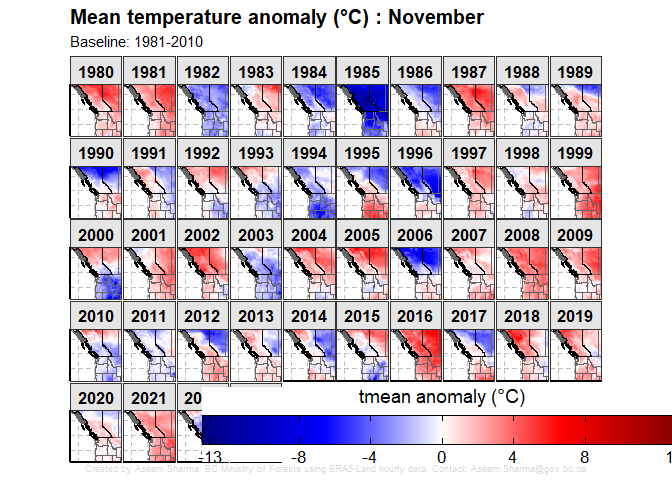 Mean temperature anomaly (°C) : November
Baseline: 1981-2010
1980 1981 1982 1983 1984 1985 1986 1987 1988 1989
1990 1991 1992 1993 1994 1995 1996 1997 1998 1999
2000 2001 2002 2003 2004 2005 2006 2007 2008 2009
2010 2011 2012 2013 2014 2015 2016 2017 2018 2019
2020 2021 20
tmean anomaly (°C)
-13 -8 -4 0 4 8 1
Created by Aseem Sharma, BC Ministry of Forests using ERA5-Land hourly data. Contact: Aseem.Sharma@gov.bc.ca